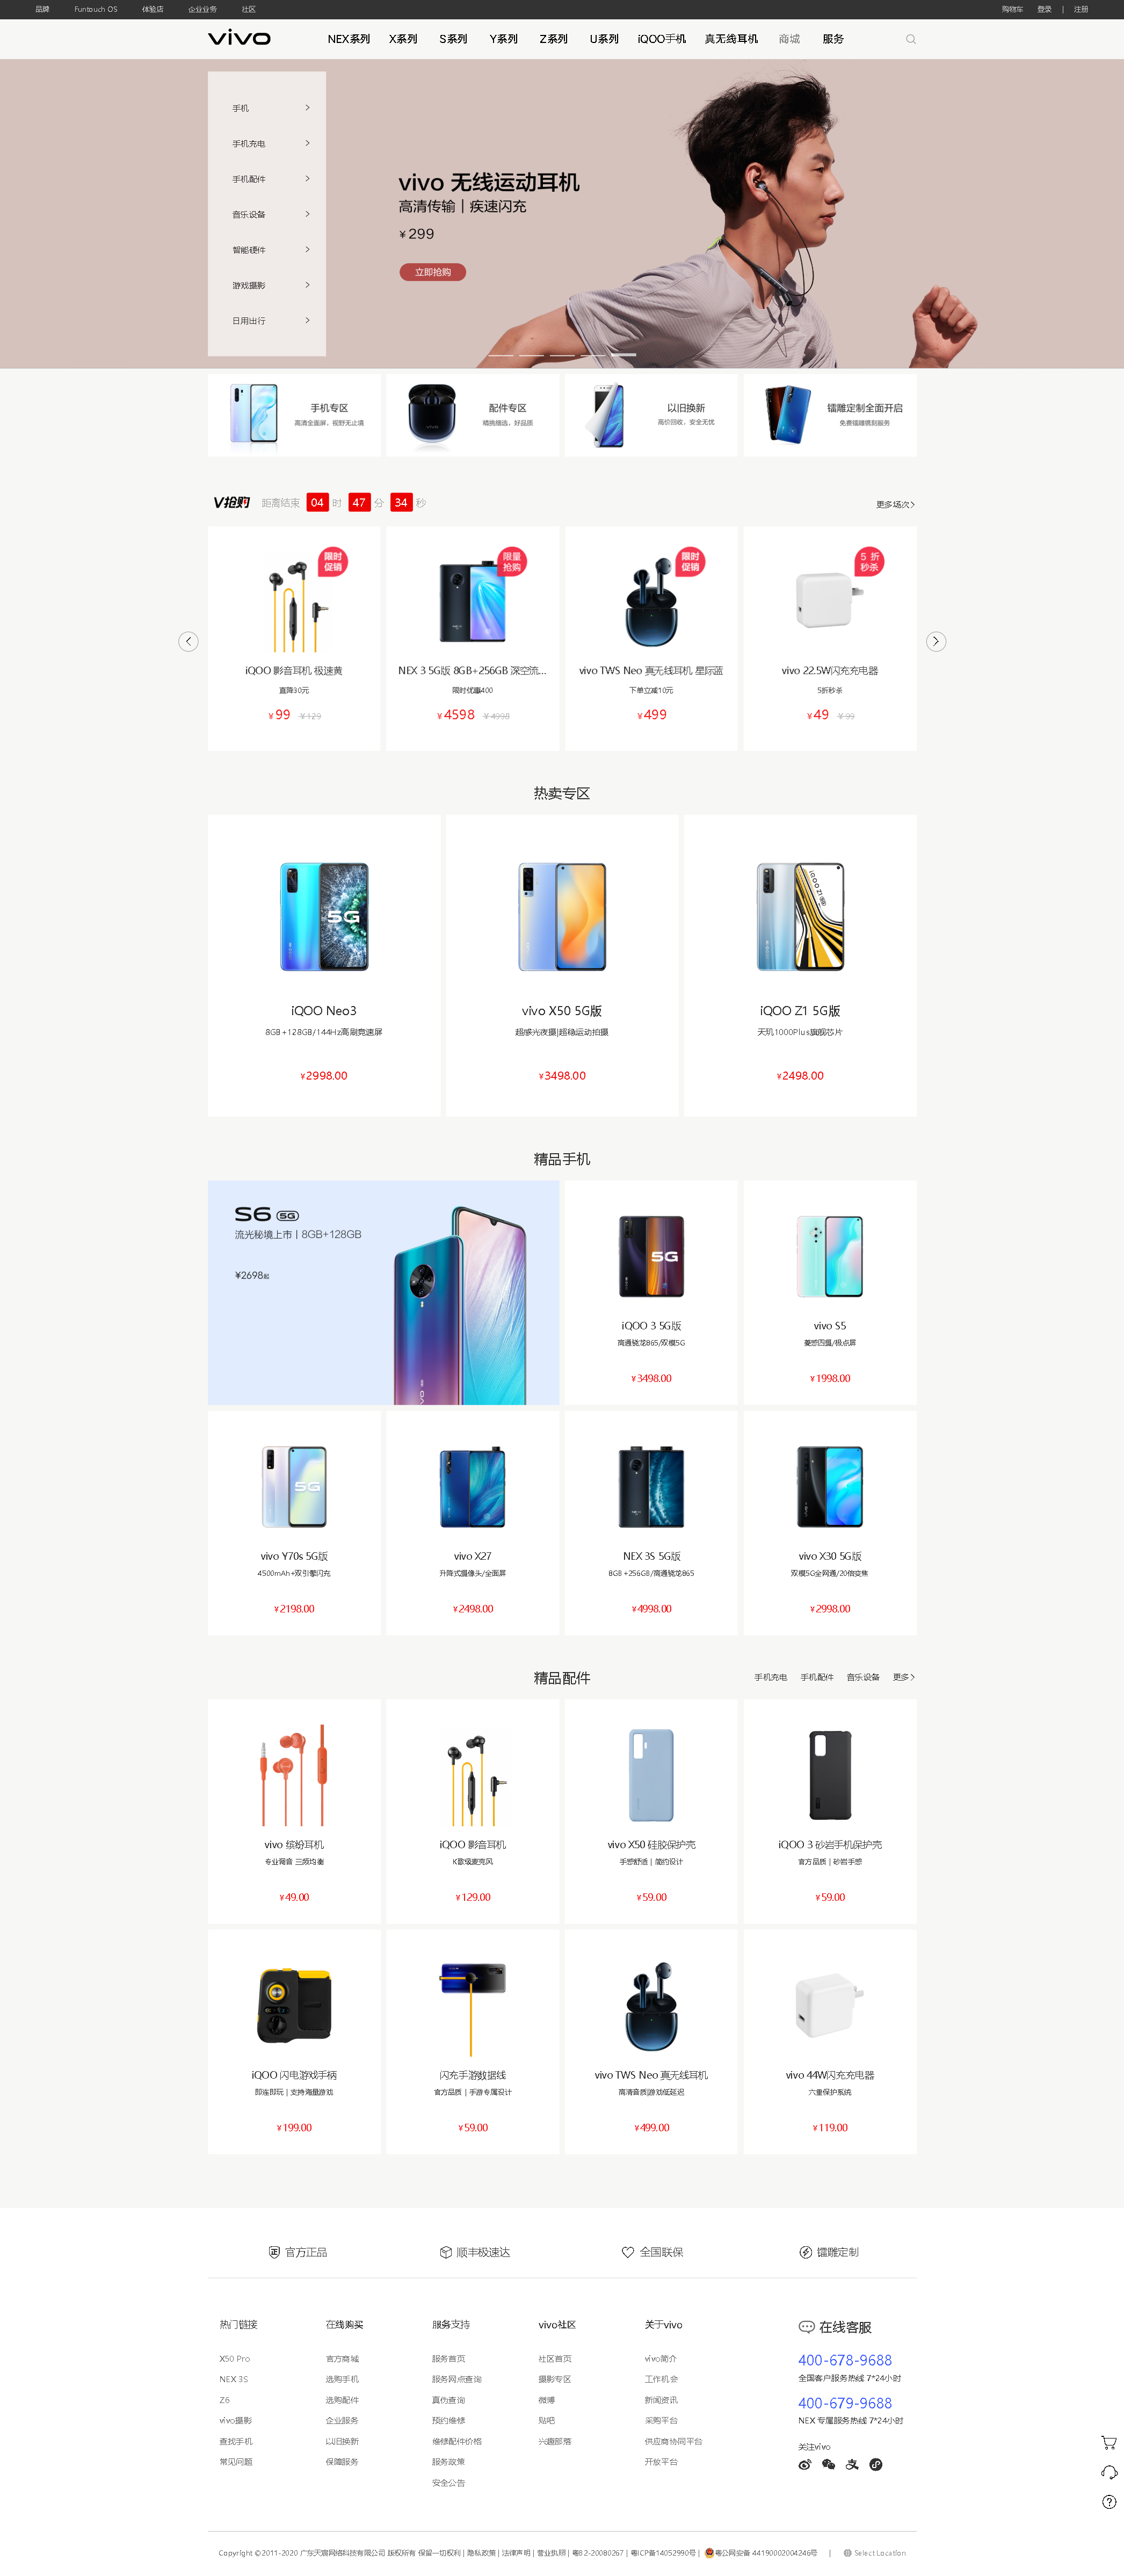 品牌 Funtouch OS 体验店 企业业务 社区 购物车 登录 | 注册
vivo NEX系列 X系列 S系列 Y系列 Z系列 U系列 iQOO手机 真无线耳机 商城 服务
手机
手机充电
手机配件
音乐设备
智能硬件
游戏摄影
日用出行
vivo 无线运动耳机
高清传输 | 疾速闪充
¥ 299
立即抢购
手机专区
高清全面屏，视野无止境
配件专区
精挑细选，好品质
以旧换新
高价回收，安全无忧
镭雕定制全面开启
免费镭雕镌刻服务
V抢购 距离结束 04 时 47 分 34 秒 更多场次
限时促销
限量抢购
限时促销
5 折秒杀
iQOO 影音耳机 极速黄
直降30元
¥ 99 ¥ 129
NEX 3 5G版 8GB+256GB 深空流...
限时优惠400
¥ 4598 ¥ 4998
vivo TWS Neo 真无线耳机 星际蓝
下单立减10元
¥ 499
vivo 22.5W闪充充电器
5折秒杀
¥ 49 ¥ 99
热卖专区
5G
iQOO Neo3
8GB+128GB/144Hz高刷竞速屏
¥ 2998.00
vivo X50 5G版
超感光夜摄|超稳运动拍摄
¥ 3498.00
iQOO Z1 5G
iQOO Z1 5G版
天玑1000Plus旗舰芯片
¥ 2498.00
精品手机
S6 5G
流光秘境上市 | 8GB+128GB
¥2698起
5G
iQOO 3 5G版
高通骁龙865/双模5G
¥ 3498.00
vivo S5
菱感四摄/极点屏
¥ 1998.00
5G
vivo Y70s 5G版
4500mAh+双引擎闪充
¥ 2198.00
vivo X27
升降式摄像头/全面屏
¥ 2498.00
NEX 3S 5G版
8GB+256GB/高通骁龙865
¥ 4998.00
vivo X30 5G版
双模5G全网通/20倍变焦
¥ 2998.00
精品配件 手机充电 手机配件 音乐设备 更多
vivo 缤纷耳机
专业调音 三频均衡
¥ 49.00
iQOO 影音耳机
K歌级麦克风
¥ 129.00
vivo X50 硅胶保护壳
手感舒适 | 简约设计
¥ 59.00
iQOO 3 砂岩手机保护壳
官方品质 | 砂岩手感
¥ 59.00
iQOO 闪电游戏手柄
即连即玩 | 支持海量游戏
¥ 199.00
闪充手游数据线
官方品质 | 手游专属设计
¥ 59.00
vivo TWS Neo 真无线耳机
高清音质|游戏低延迟
¥ 499.00
vivo 44W闪充充电器
六重保护系统
¥ 119.00
正 官方正品 顺丰极速达 全国联保 镭雕定制
热门链接
X50 Pro
NEX 3S
Z6
vivo摄影
查找手机
常见问题
在线购买
官方商城
选购手机
选购配件
企业服务
以旧换新
保障服务
服务支持
服务首页
服务网点查询
真伪查询
预约维修
维修配件价格
服务政策
安全公告
vivo社区
社区首页
摄影专区
微博
贴吧
兴趣部落
关于vivo
vivo简介
工作机会
新闻资讯
采购平台
供应商协同平台
开放平台
在线客服
400-678-9688
全国客户服务热线 7*24小时
400-679-9688
NEX 专属服务热线 7*24小时
关注vivo
Copyright ©2011-2020 广东天宸网络科技有限公司 版权所有 保留一切权利 | 隐私政策 | 法律声明 | 营业执照 | 粤B2-20080267 | 粤ICP备14052990号 | 粤公网安备 44190002004246号 | Select Location